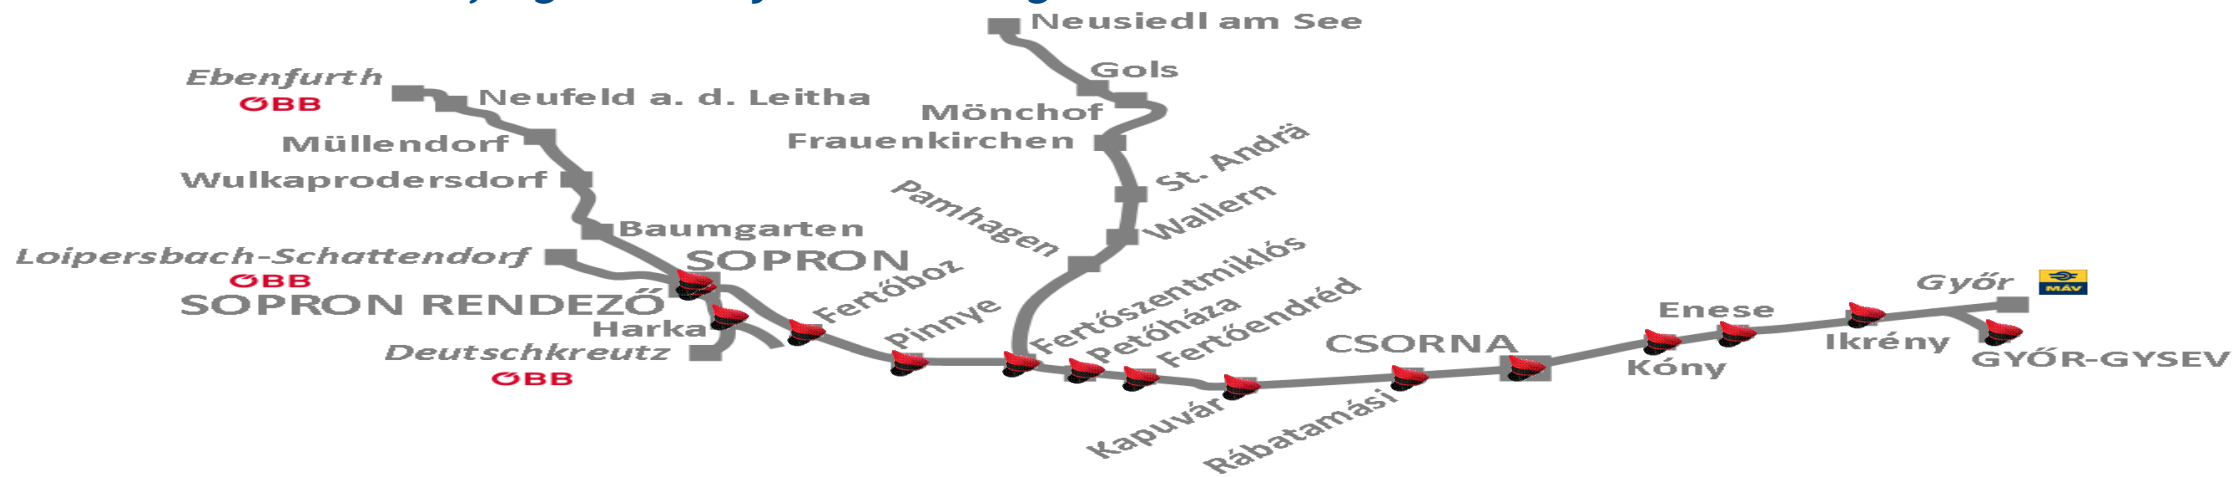 Neusiedl am See
Gols
Ebenfurth
ÖBB
Neufeld a. d. Leitha
Mönchof
Müllendorf
Frauenkirchen
St. Andrä
Wulkaprodersdorf
Pamhagen
Wallern
Baumgarten
Loipersbach-Schattendorf
ÖBB
SOPRON
SOPRON RENDEZŐ
Harka
Deutschkreutz
ÖBB
Fertőboz
Pinnye
Fertőszentmiklós
Petőháza
Fertőendréd
Kapuvár
Rábatamási
CSORNA
Kóny
Enese
Ikrény
Győr
MÁV
GYŐR-GYSEV